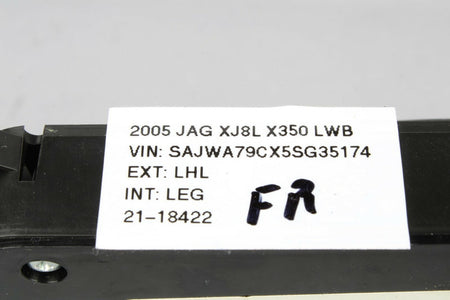 2005 JAG XJ8L X350 LWB
VIN: SAJWA79CX5SG35174
EXT: LHL
INT: LEG
21-18422
FR